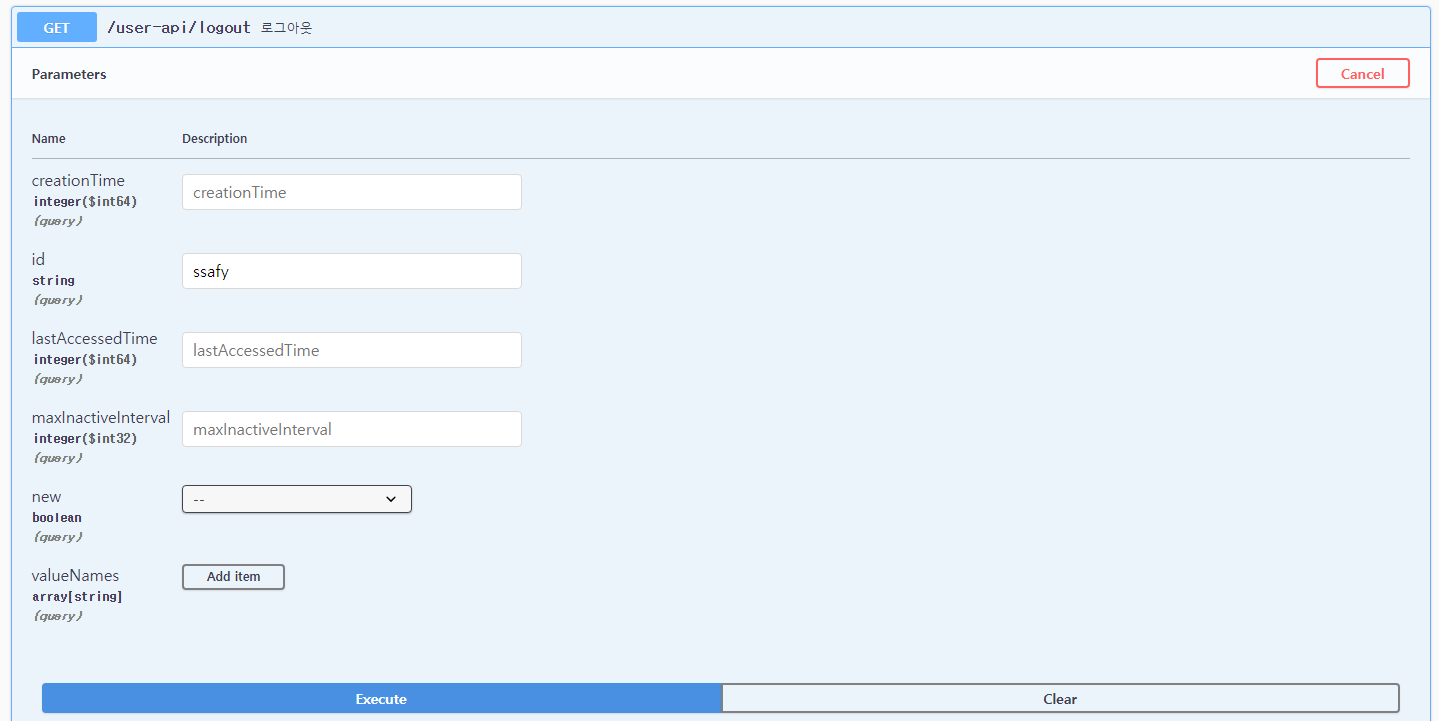 GET /user-api/logout 로그아웃
Parameters
Cancel
Name Description
creationTime
integer($int64)
(query)
creationTime
id
string
(query)
ssafy
lastAccessedTime
integer($int64)
(query)
lastAccessedTime
maxInactiveInterval
integer($int32)
(query)
maxInactiveInterval
new
boolean
(query)
--
valueNames
array[string]
(query)
Add item
Execute
Clear